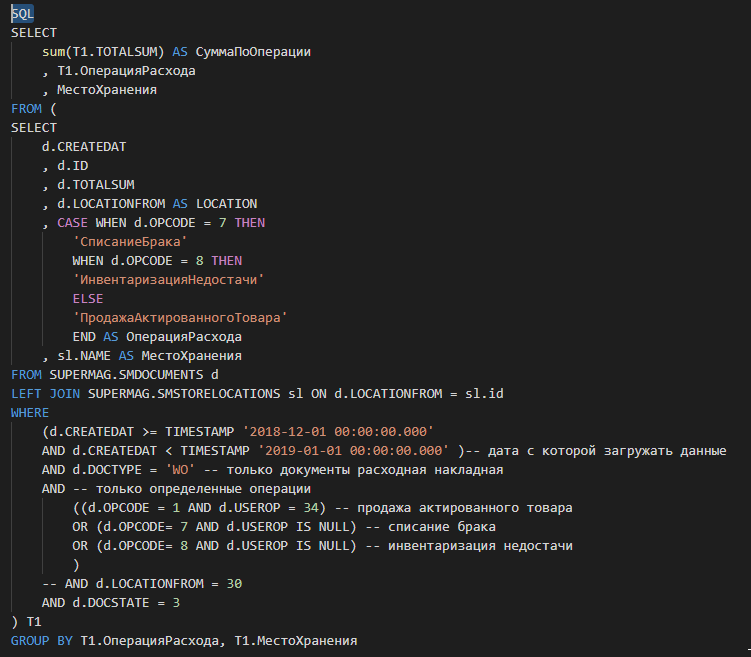 SQL
SELECT
sum(T1.TOTALSUM) AS СуммаПоОперации
, T1.ОперацияРасхода
, МестоХранения
FROM (
SELECT
d.CREATEDAT
, d.ID
, d.TOTALSUM
, d.LOCATIONFROM AS LOCATION
, CASE WHEN d.OPCODE = 7 THEN
'СписаниеБрака'
WHEN d.OPCODE = 8 THEN
'ИнвентаризацияНедостачи'
ELSE
'ПродажаАктированногоТовара'
END AS ОперацияРасхода
, sl.NAME AS МестоХранения
FROM SUPERMAG.SMDOCUMENTS d
LEFT JOIN SUPERMAG.SMSTORELOCATIONS sl ON d.LOCATIONFROM = sl.id
WHERE
(d.CREATEDAT >= TIMESTAMP '2018-12-01 00:00:00.000'
AND d.CREATEDAT < TIMESTAMP '2019-01-01 00:00:00.000' )-- дата с которой загружать данные
AND d.DOCTYPE = 'WO' -- только документы расходная накладная
AND -- только определенные операции
((d.OPCODE = 1 AND d.USEROP = 34) -- продажа актированного товара
OR (d.OPCODE= 7 AND d.USEROP IS NULL) -- списание брака
OR (d.OPCODE= 8 AND d.USEROP IS NULL) -- инвентаризация недостачи
)
-- AND d.LOCATIONFROM = 30
AND d.DOCSTATE = 3
) T1
GROUP BY T1.ОперацияРасхода, T1.МестоХранения